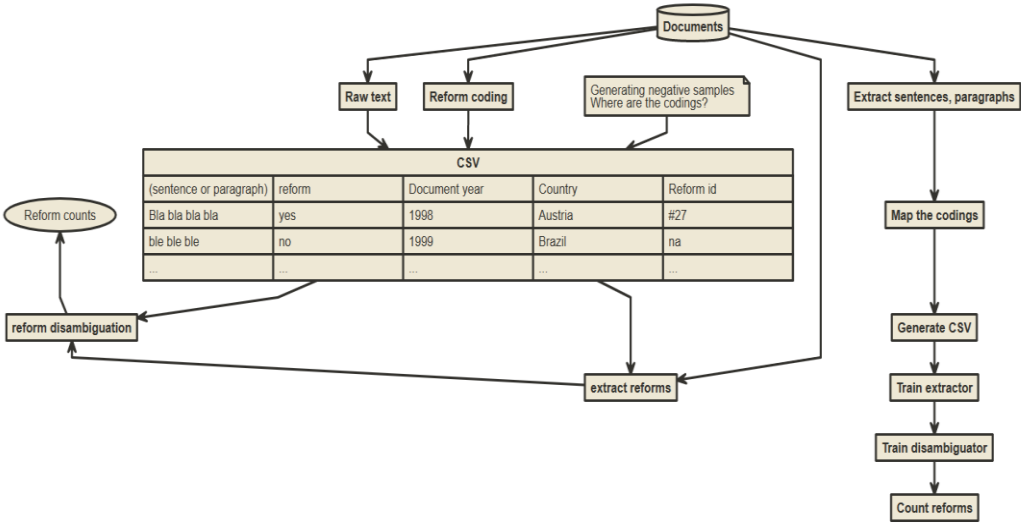 Documents
Raw text
Reform coding
Generating negative samples
Where are the codings?
Extract sentences, paragraphs
CSV
(sentence or paragraph) reform Document year Country Reform id
Bla bla bla bla yes 1998 Austria #27
ble ble ble no 1999 Brazil na
... ... ... ... ...
Reform counts
Map the codings
reform disambiguation
Generate CSV
extract reforms
Train extractor
Train disambiguator
Count reforms